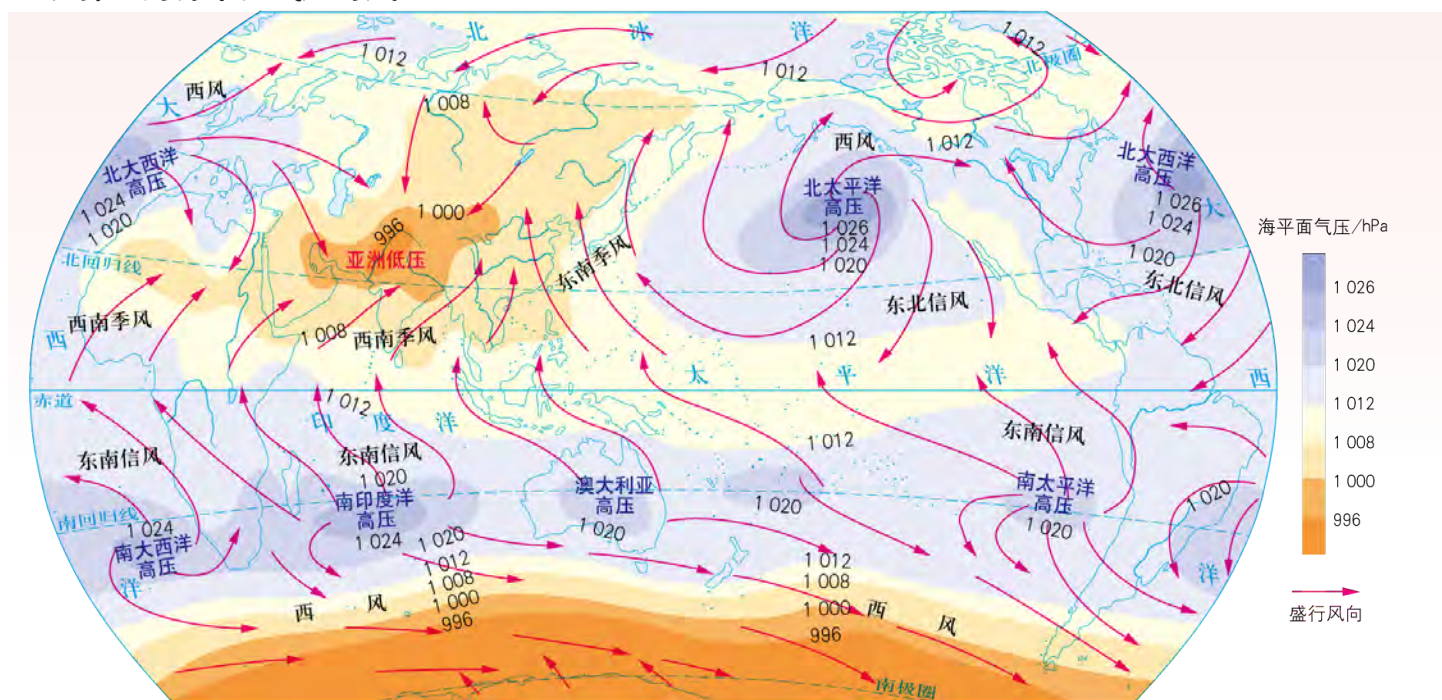 北 冰 洋
1 012
1 012
1 012
北极圈
西风
大
1 008
西风
1 012
北大西洋
高压
1 024
1 020
北太平洋
高压
1 026
1 024
1 020
北大西洋
高压
1 026
1 024
1 020
大
1 000
996
亚洲低压
北回归线
东南季风
东北信风
东北信风
西南季风
西
1 008
西南季风
1 012
太 平 洋
西
赤道
1 012
印 度 洋
1 012
东南信风
东南信风
东南信风
1 020
南印度洋
高压
1 024
澳大利亚
高压
1 020
1 020
南太平洋
高压
1 020
1 020
南回归线
1 024
南大西洋
高压
洋
洋
1 020
1 012
1 008
1 000
996
西 风
1 012
1 008
1 000
996
西 风
南极圈
海平面气压/hPa
1 026
1 024
1 020
1 012
1 008
1 000
996
盛行风向